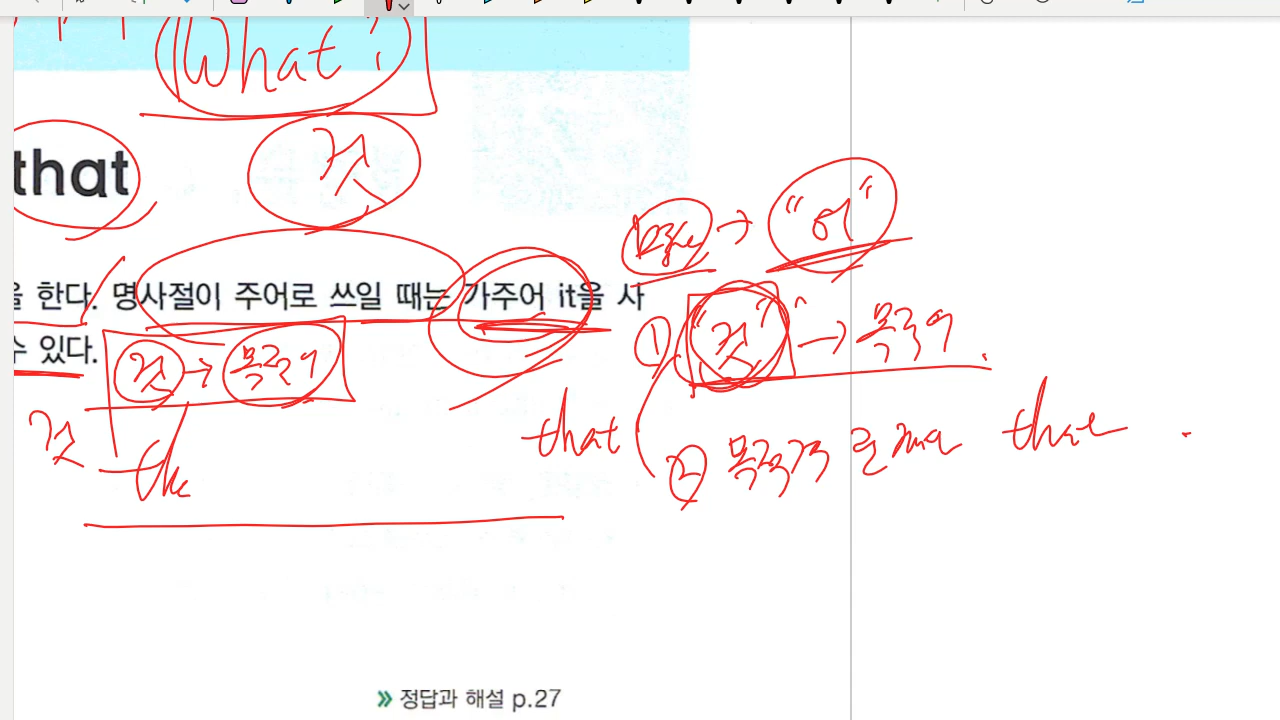 What
that
것
"어"
을 한다. 명사절이 주어로 쓰일 때는 가주어 it을 사
수 있다.
것 → 목적어
① "것" → 목적어
것
that
② 목적격 관계대 that
» 정답과 해설 p.27